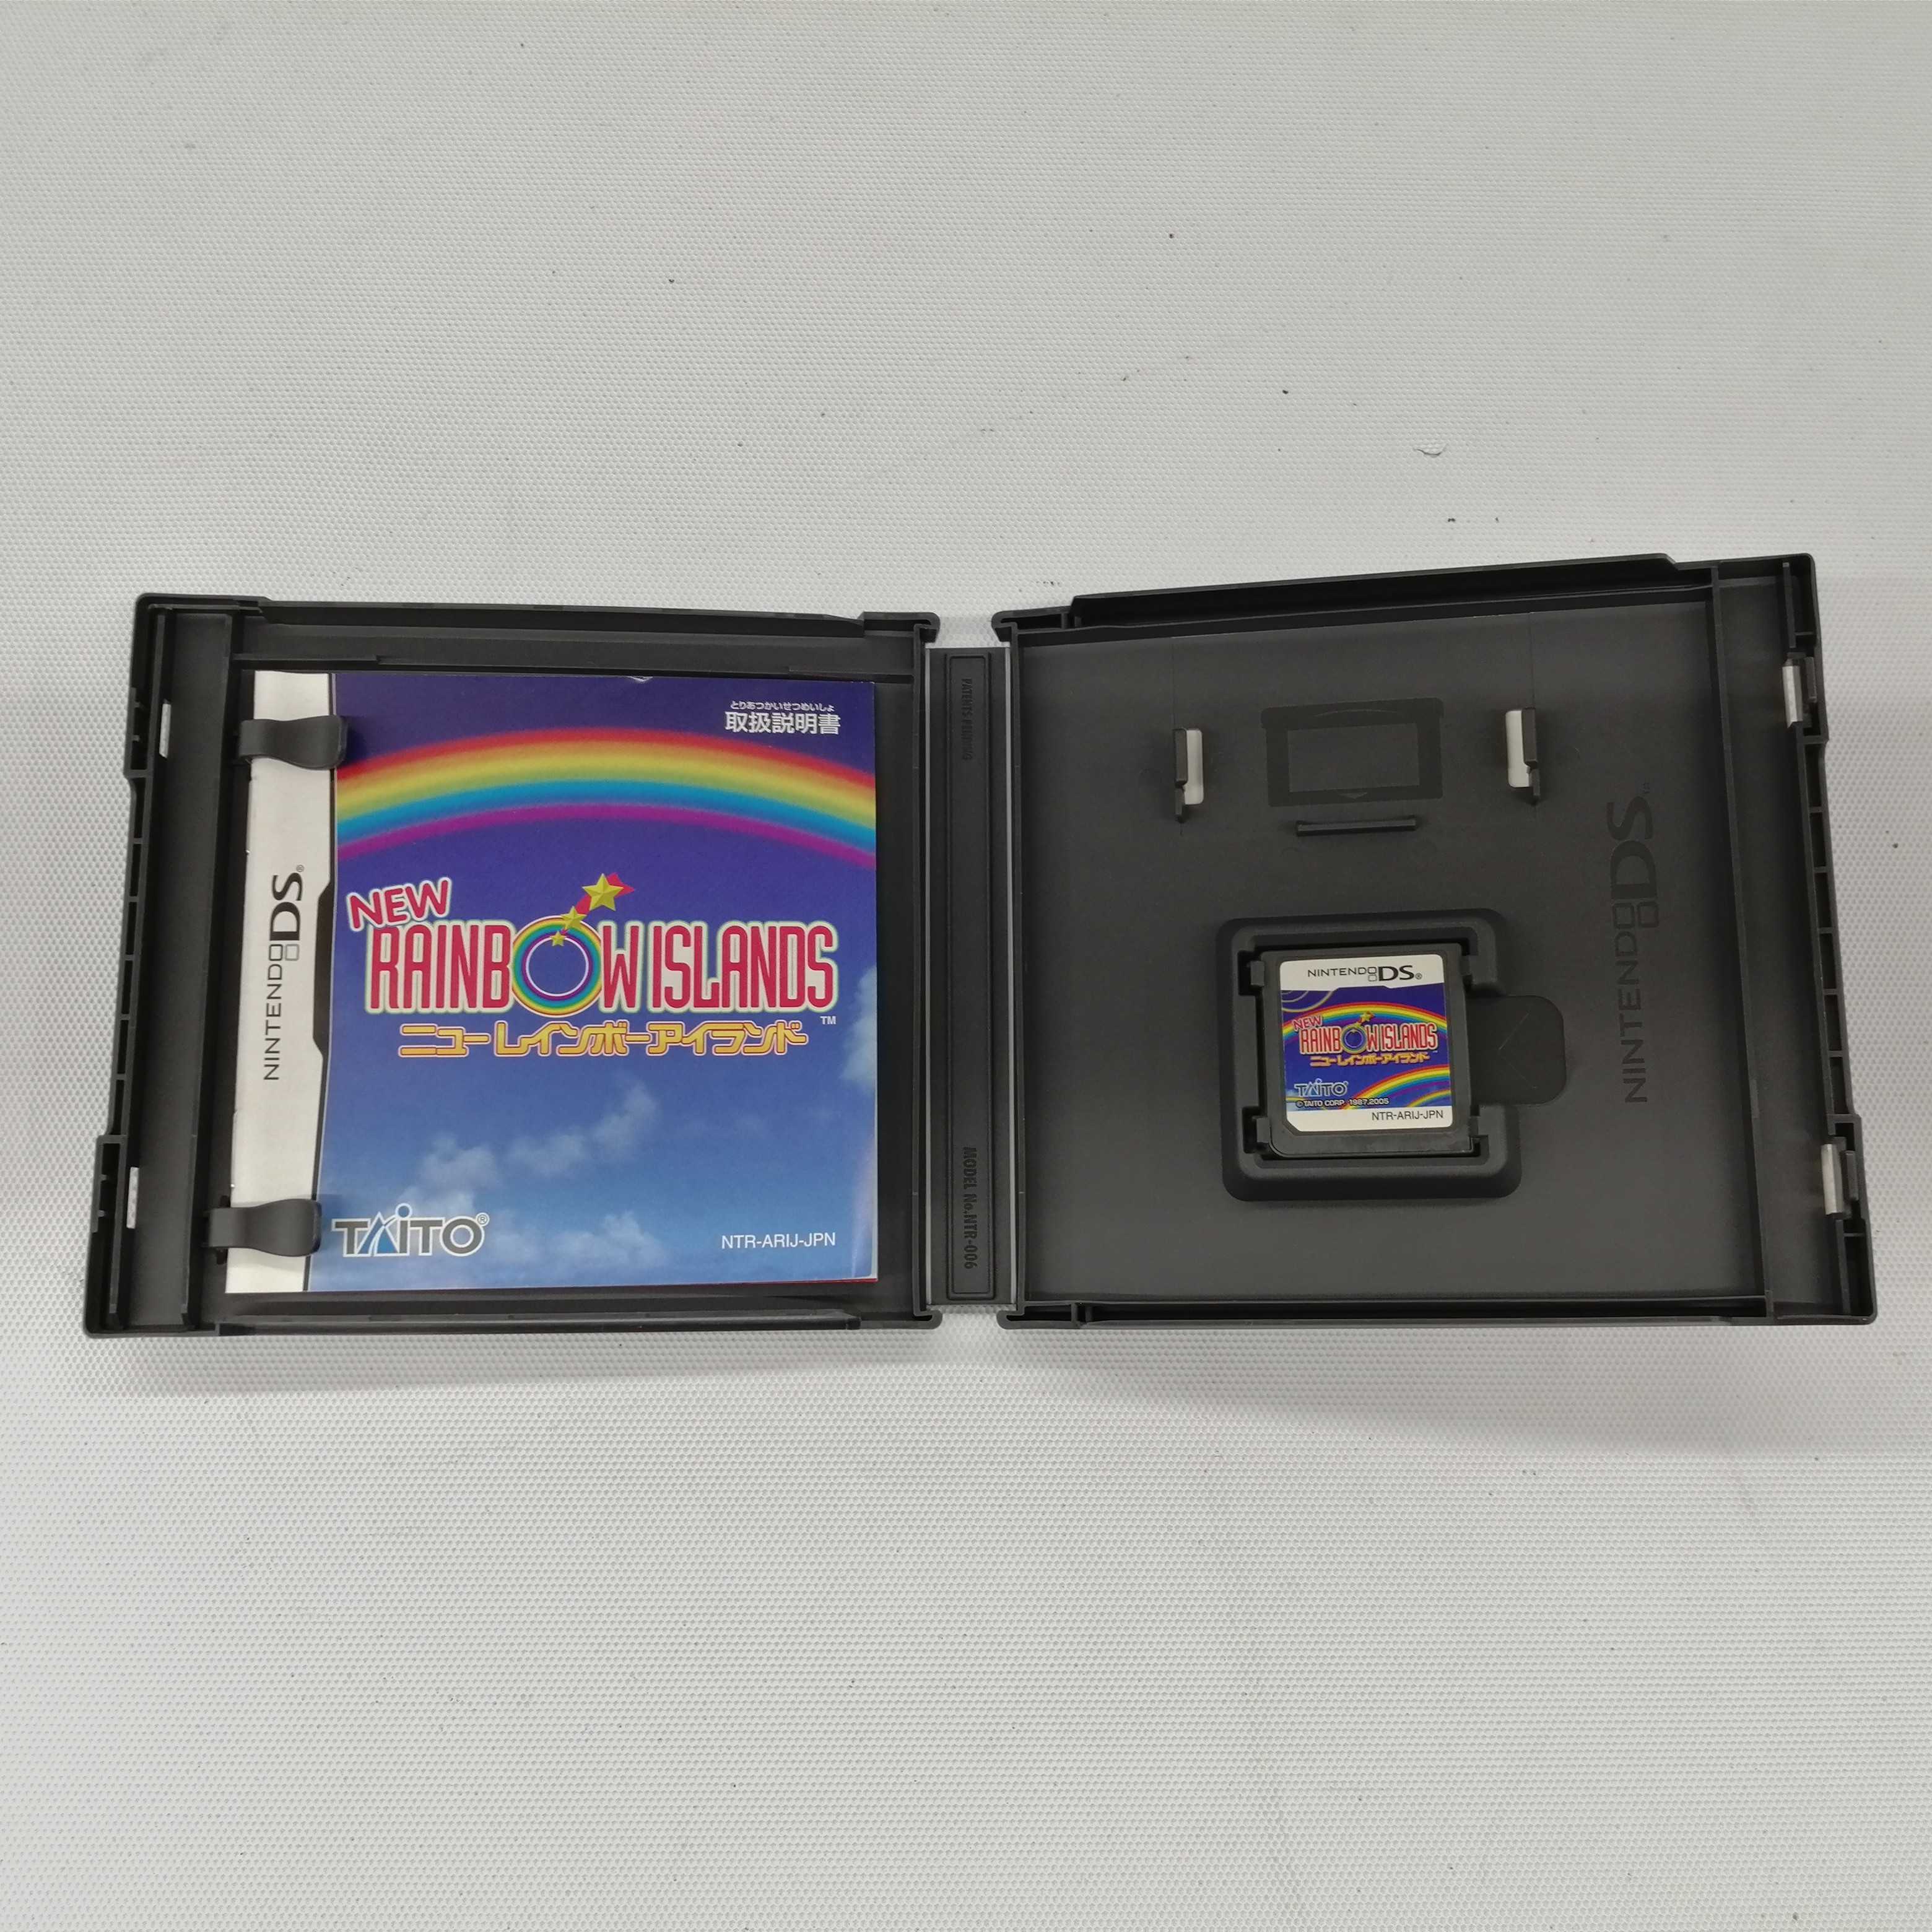 NINTENDO DS®
とりあつかいせつめいしょ
取扱説明書
NEW
RAINBOW ISLANDS
TM
ニューレインボーアイランド
TAITO®
NTR-ARIJ-JPN
PATENTS PENDING
MODEL No.NTR-006
NINTENDO DS®
NEW
RAINBOW ISLANDS
ニューレインボーアイランド
TAITO
© TAITO CORP. 1987,2005
NTR-ARIJ-JPN
NINTENDO DS™